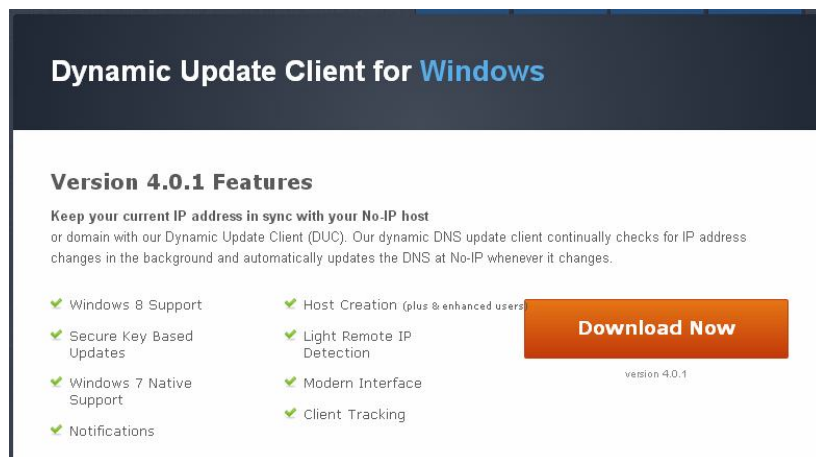 Dynamic Update Client for Windows
Version 4.0.1 Features
Keep your current IP address in sync with your No-IP host
or domain with our Dynamic Update Client (DUC). Our dynamic DNS update client continually checks for IP address
changes in the background and automatically updates the DNS at No-IP whenever it changes.
Windows 8 Support
Secure Key Based
Updates
Windows 7 Native
Support
Notifications
Host Creation (plus & enhanced users)
Light Remote IP
Detection
Modern Interface
Client Tracking
Download Now
version 4.0.1